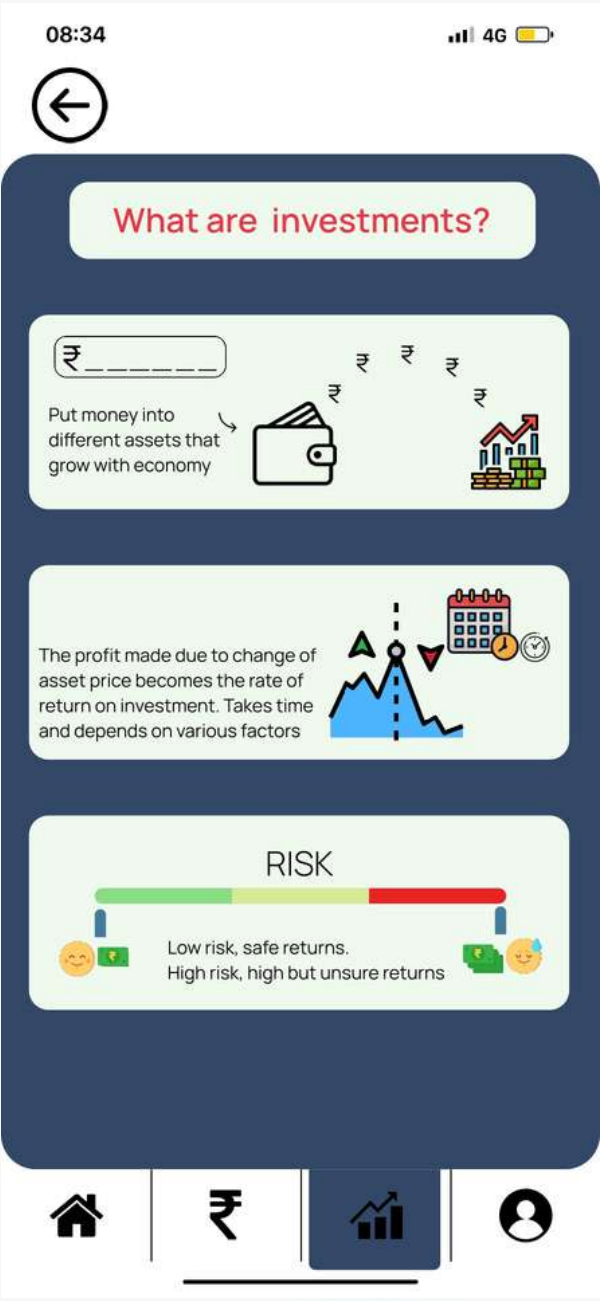 08:34
4G
What are investments?
₹______
₹ ₹ ₹ ₹ ₹
Put money into
different assets that
grow with economy
The profit made due to change of
asset price becomes the rate of
return on investment. Takes time
and depends on various factors
RISK
Low risk, safe returns.
High risk, high but unsure returns
₹